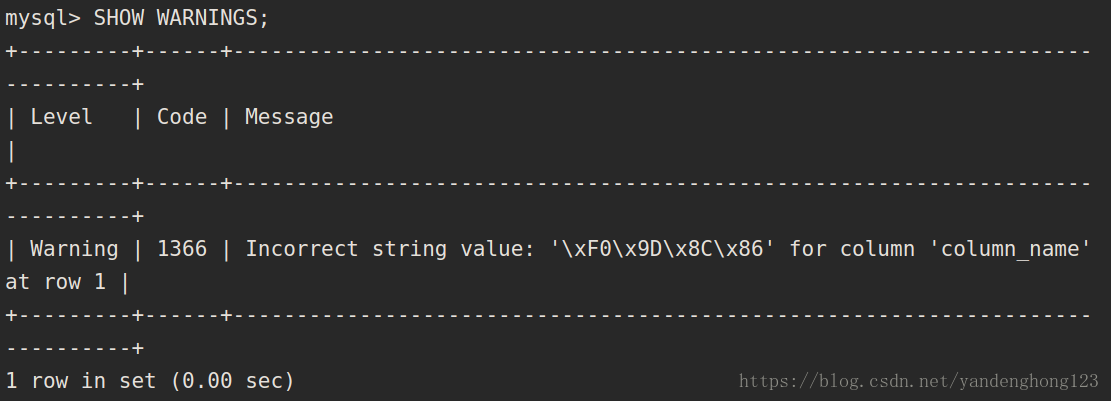 mysql> SHOW WARNINGS;
+---------+------+--------------------------------------------------------------------
----------+
| Level   | Code | Message
|
+---------+------+--------------------------------------------------------------------
----------+
| Warning | 1366 | Incorrect string value: '\xF0\x9D\x8C\x86' for column 'column_name'
at row 1 |
+---------+------+--------------------------------------------------------------------
----------+
1 row in set (0.00 sec)
https://blog.csdn.net/yandenghong123